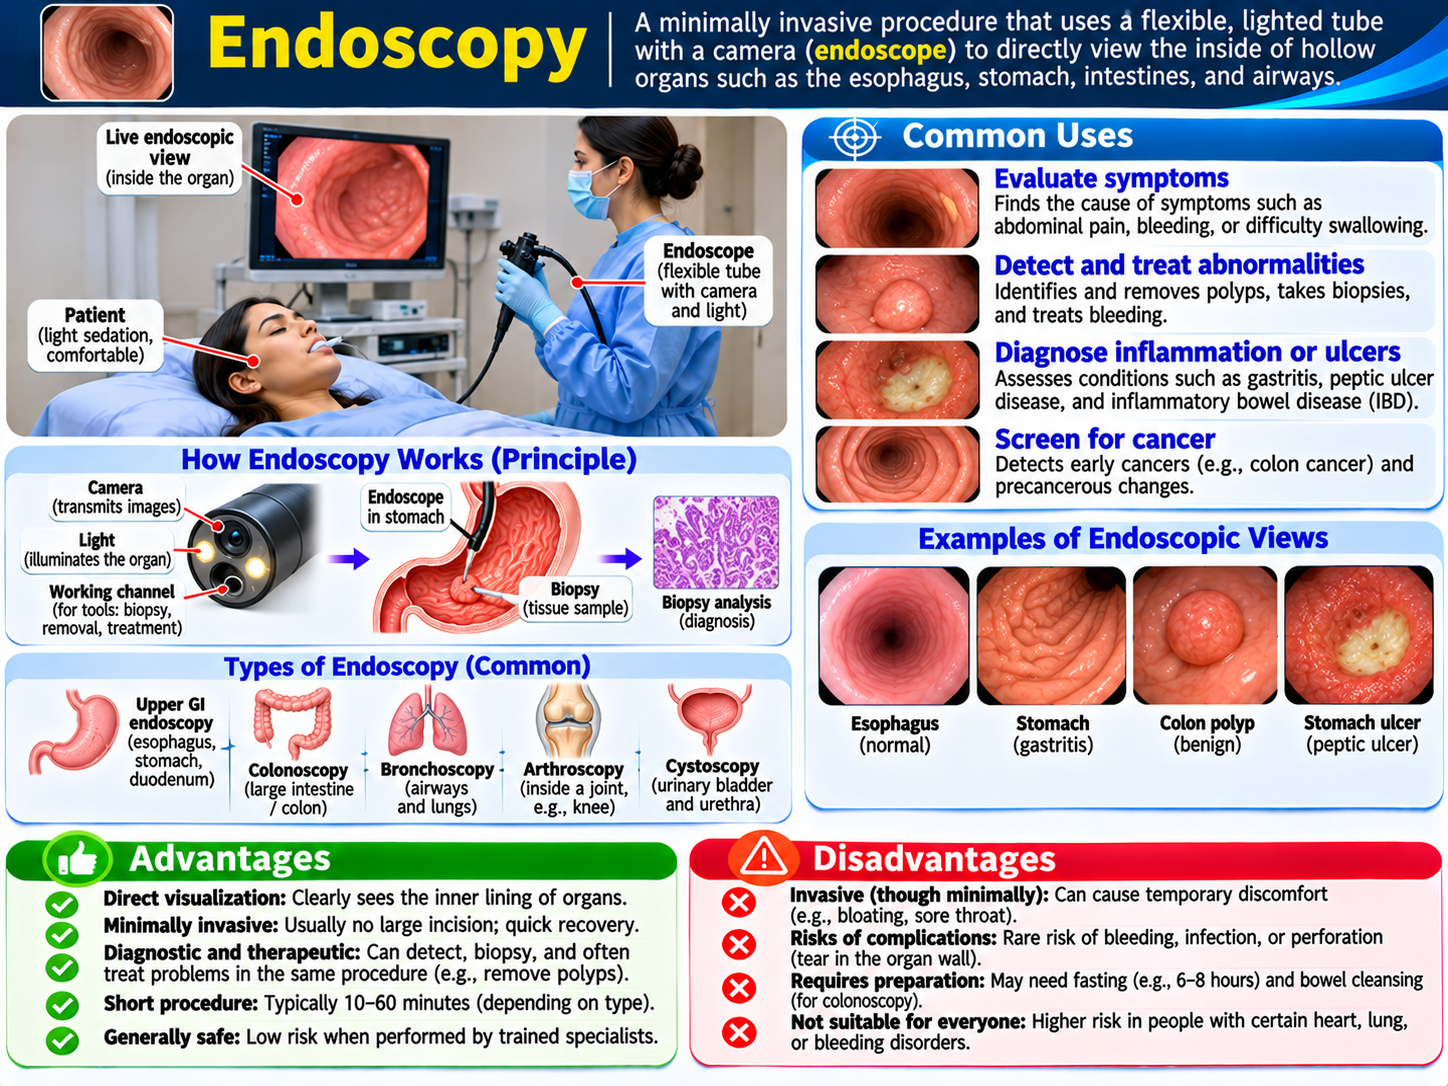 Endoscopy
A minimally invasive procedure that uses a flexible, lighted tube
with a camera (endoscope) to directly view the inside of hollow
organs such as the esophagus, stomach, intestines, and airways.
Live endoscopic
view
(inside the organ)
Endoscope
(flexible tube
with camera
and light)
Patient
(light sedation,
comfortable)
Common Uses
Evaluate symptoms
Finds the cause of symptoms such as
abdominal pain, bleeding, or difficulty swallowing.
Detect and treat abnormalities
Identifies and removes polyps, takes biopsies,
and treats bleeding.
Diagnose inflammation or ulcers
Assesses conditions such as gastritis, peptic ulcer
disease, and inflammatory bowel disease (IBD).
Screen for cancer
Detects early cancers (e.g., colon cancer) and
precancerous changes.
How Endoscopy Works (Principle)
Camera
(transmits images)
Light
(illuminates the organ)
Working channel
(for tools: biopsy,
removal, treatment)
Endoscope
in stomach
Biopsy
(tissue sample)
Biopsy analysis
(diagnosis)
Examples of Endoscopic Views
Esophagus
(normal)
Stomach
(gastritis)
Colon polyp
(benign)
Stomach ulcer
(peptic ulcer)
Types of Endoscopy (Common)
Upper GI
endoscopy
(esophagus,
stomach,
duodenum)
Colonoscopy
(large intestine
/ colon)
Bronchoscopy
(airways
and lungs)
Arthroscopy
(inside a joint,
e.g., knee)
Cystoscopy
(urinary bladder
and urethra)
Advantages
Direct visualization: Clearly sees the inner lining of organs.
Minimally invasive: Usually no large incision; quick recovery.
Diagnostic and therapeutic: Can detect, biopsy, and often
treat problems in the same procedure (e.g., remove polyps).
Short procedure: Typically 10–60 minutes (depending on type).
Generally safe: Low risk when performed by trained specialists.
Disadvantages
Invasive (though minimally): Can cause temporary discomfort
(e.g., bloating, sore throat).
Risks of complications: Rare risk of bleeding, infection, or perforation
(tear in the organ wall).
Requires preparation: May need fasting (e.g., 6–8 hours) and bowel cleansing
(for colonoscopy).
Not suitable for everyone: Higher risk in people with certain heart, lung,
or bleeding disorders.